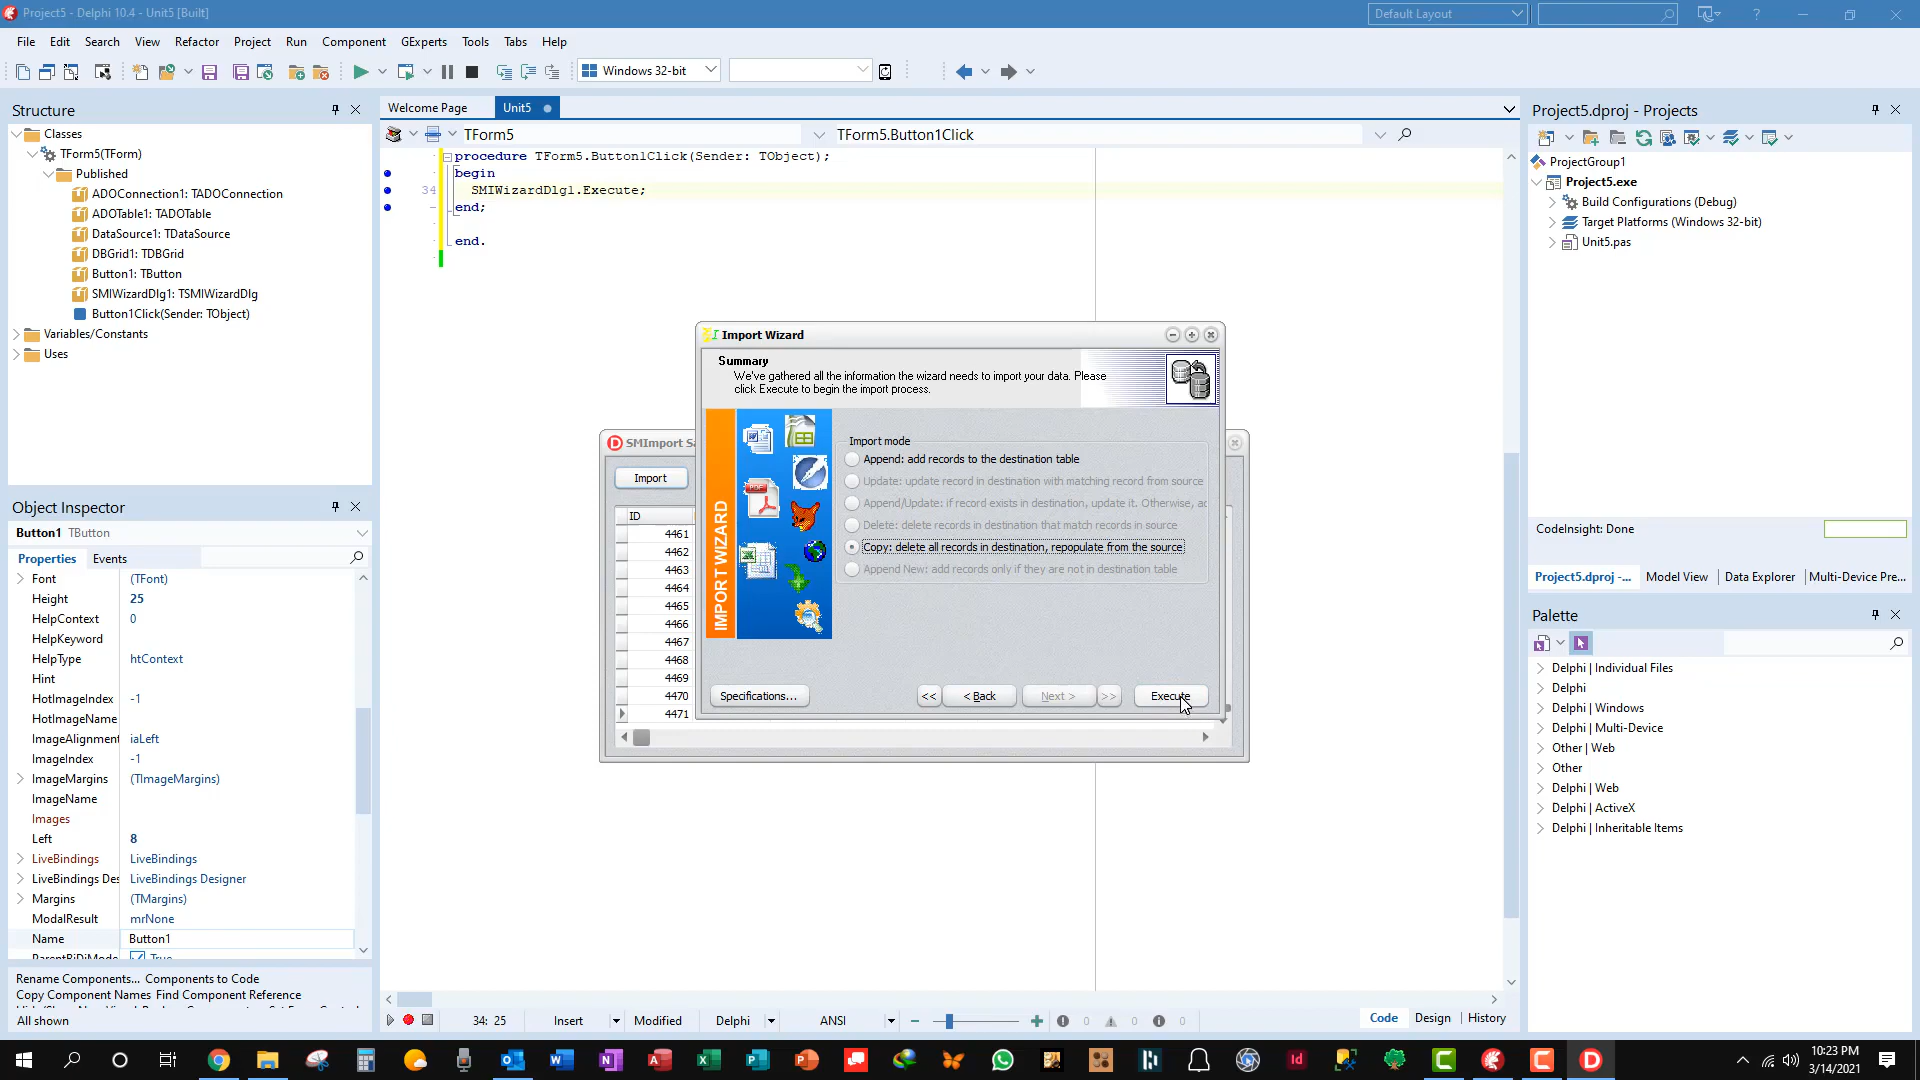 Project5 - Delphi 10.4 - Unit5 [Built]
Default Layout
File Edit Search View Refactor Project Run Component GExperts Tools Tabs Help
Windows 32-bit
Structure
Classes
TForm5(TForm)
Published
ADOConnection1: TADOConnection
ADOTable1: TADOTable
DataSource1: TDataSource
DBGrid1: TDBGrid
Button1: TButton
SMIWizardDlg1: TSMIWizardDlg
Button1Click(Sender: TObject)
Variables/Constants
Uses
Object Inspector
Button1 TButton
Properties Events
Font (TFont)
Height 25
HelpContext 0
HelpKeyword
HelpType htContext
Hint
HotImageIndex -1
HotImageName
ImageAlignment iaLeft
ImageIndex -1
ImageMargins (TImageMargins)
ImageName
Images
Left 8
LiveBindings LiveBindings
LiveBindings Des LiveBindings Designer
Margins (TMargins)
ModalResult mrNone
Name Button1
ParentBiDiMode True
Rename Components... Components to Code
Copy Component Names Find Component Reference
All shown
Welcome Page Unit5
TForm5 TForm5.Button1Click
procedure TForm5.Button1Click(Sender: TObject);
begin
34 SMIWizardDlg1.Execute;
end;
end.
SMImport Sa
Import
ID
4461
4462
4463
4464
4465
4466
4467
4468
4469
4470
4471
Import Wizard
Summary
We've gathered all the information the wizard needs to import your data. Please
click Execute to begin the import process.
IMPORT WIZARD
PDF
Import mode
Append: add records to the destination table
Update: update record in destination with matching record from source
Append/Update: if record exists in destination, update it. Otherwise, ad
Delete: delete records in destination that match records in source
Copy: delete all records in destination, repopulate from the source
Append New: add records only if they are not in destination table
Specifications... << < Back Next > >> Execute
34: 25 Insert Modified Delphi ANSI 0 0 0 Code Design History
Project5.dproj - Projects
ProjectGroup1
Project5.exe
Build Configurations (Debug)
Target Platforms (Windows 32-bit)
Unit5.pas
CodeInsight: Done
Project5.dproj -... Model View Data Explorer Multi-Device Pre...
Palette
Delphi | Individual Files
Delphi
Delphi | Windows
Delphi | Multi-Device
Other | Web
Other
Delphi | Web
Delphi | ActiveX
Delphi | Inheritable Items
10:23 PM
3/14/2021